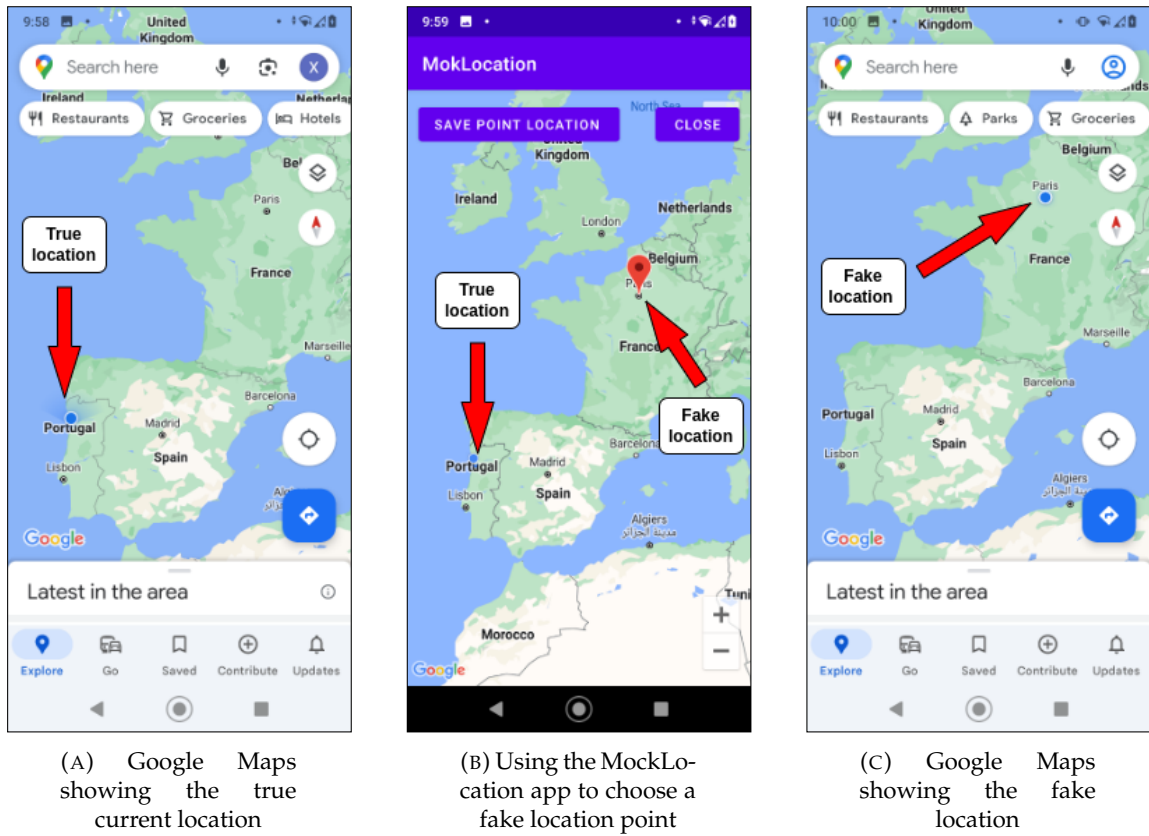 9:58
United
Kingdom
Search here
X
Ireland
Netherla
Restaurants
Groceries
Hotels
Bel
Paris
True
location
France
Marseille
Barcelona
Portugal
Madrid
Lisbon
Spain
Google
Latest in the area
Explore
Go
Saved
Contribute
Updates
9:59
MokLocation
North Sea
SAVE POINT LOCATION
CLOSE
United
Kingdom
Ireland
Netherlands
London
Belgium
True
location
France
Fake
location
Barcelona
Portugal
Madrid
Lisbon
Spain
Algiers
مدينة الجزائر
Tuni
+
Morocco
−
Google
10:00
Kingdom
Search here
Restaurants
Parks
Groceries
Belgium
Paris
Fake
location
France
Marseille
Barcelona
Portugal
Madrid
Lisbon
Spain
Algiers
Google
Latest in the area
Explore
Go
Saved
Contribute
Updates
(A) Google Maps
showing the true
current location
(B) Using the MockLo-
cation app to choose a
fake location point
(C) Google Maps
showing the fake
location